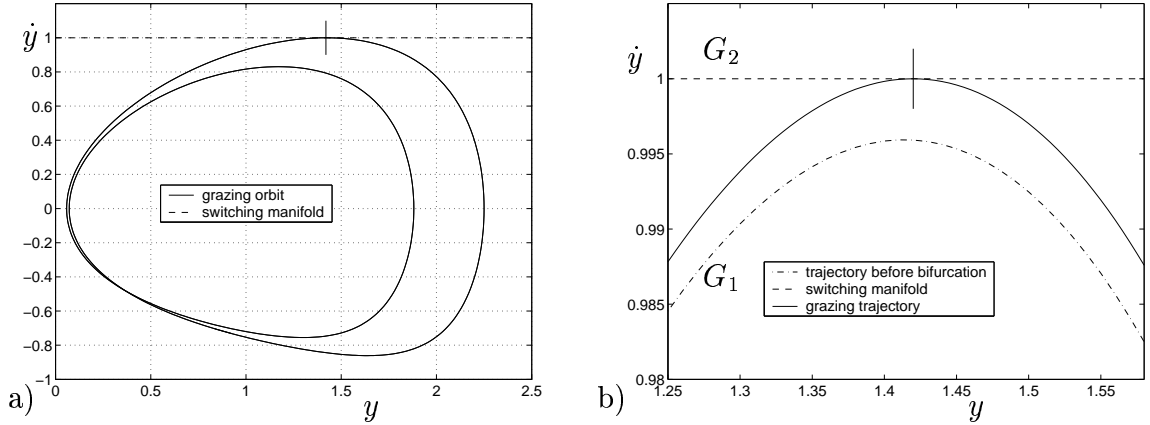 ẏ
1
0.8
0.6
0.4
0.2
0
−0.2
−0.4
−0.6
−0.8
−1
0 0.5 1 1.5 2 2.5
grazing orbit
switching manifold
a)
y
ẏ
G₂
G₁
1
0.995
0.99
0.985
0.98
1.25 1.3 1.35 1.4 1.45 1.5 1.55
trajectory before bifurcation
switching manifold
grazing trajectory
b)
y